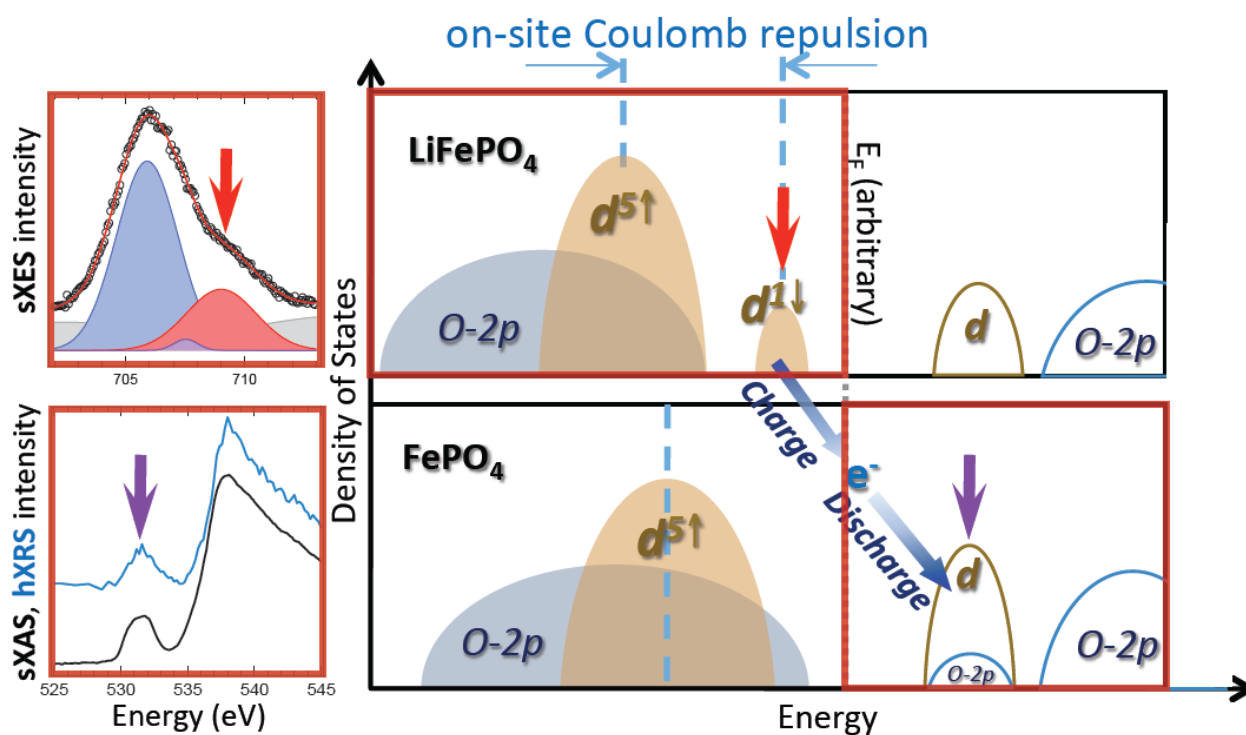 on-site Coulomb repulsion
sXES intensity
705 710
sXAS, hXRS intensity
525 530 535 540 545
Energy (eV)
Density of States
LiFePO4
d5↑
O-2p
d1↓
EF (arbitrary)
d
O-2p
Charge
e-
Discharge
FePO4
d5↑
O-2p
d
O-2p
O-2p
Energy